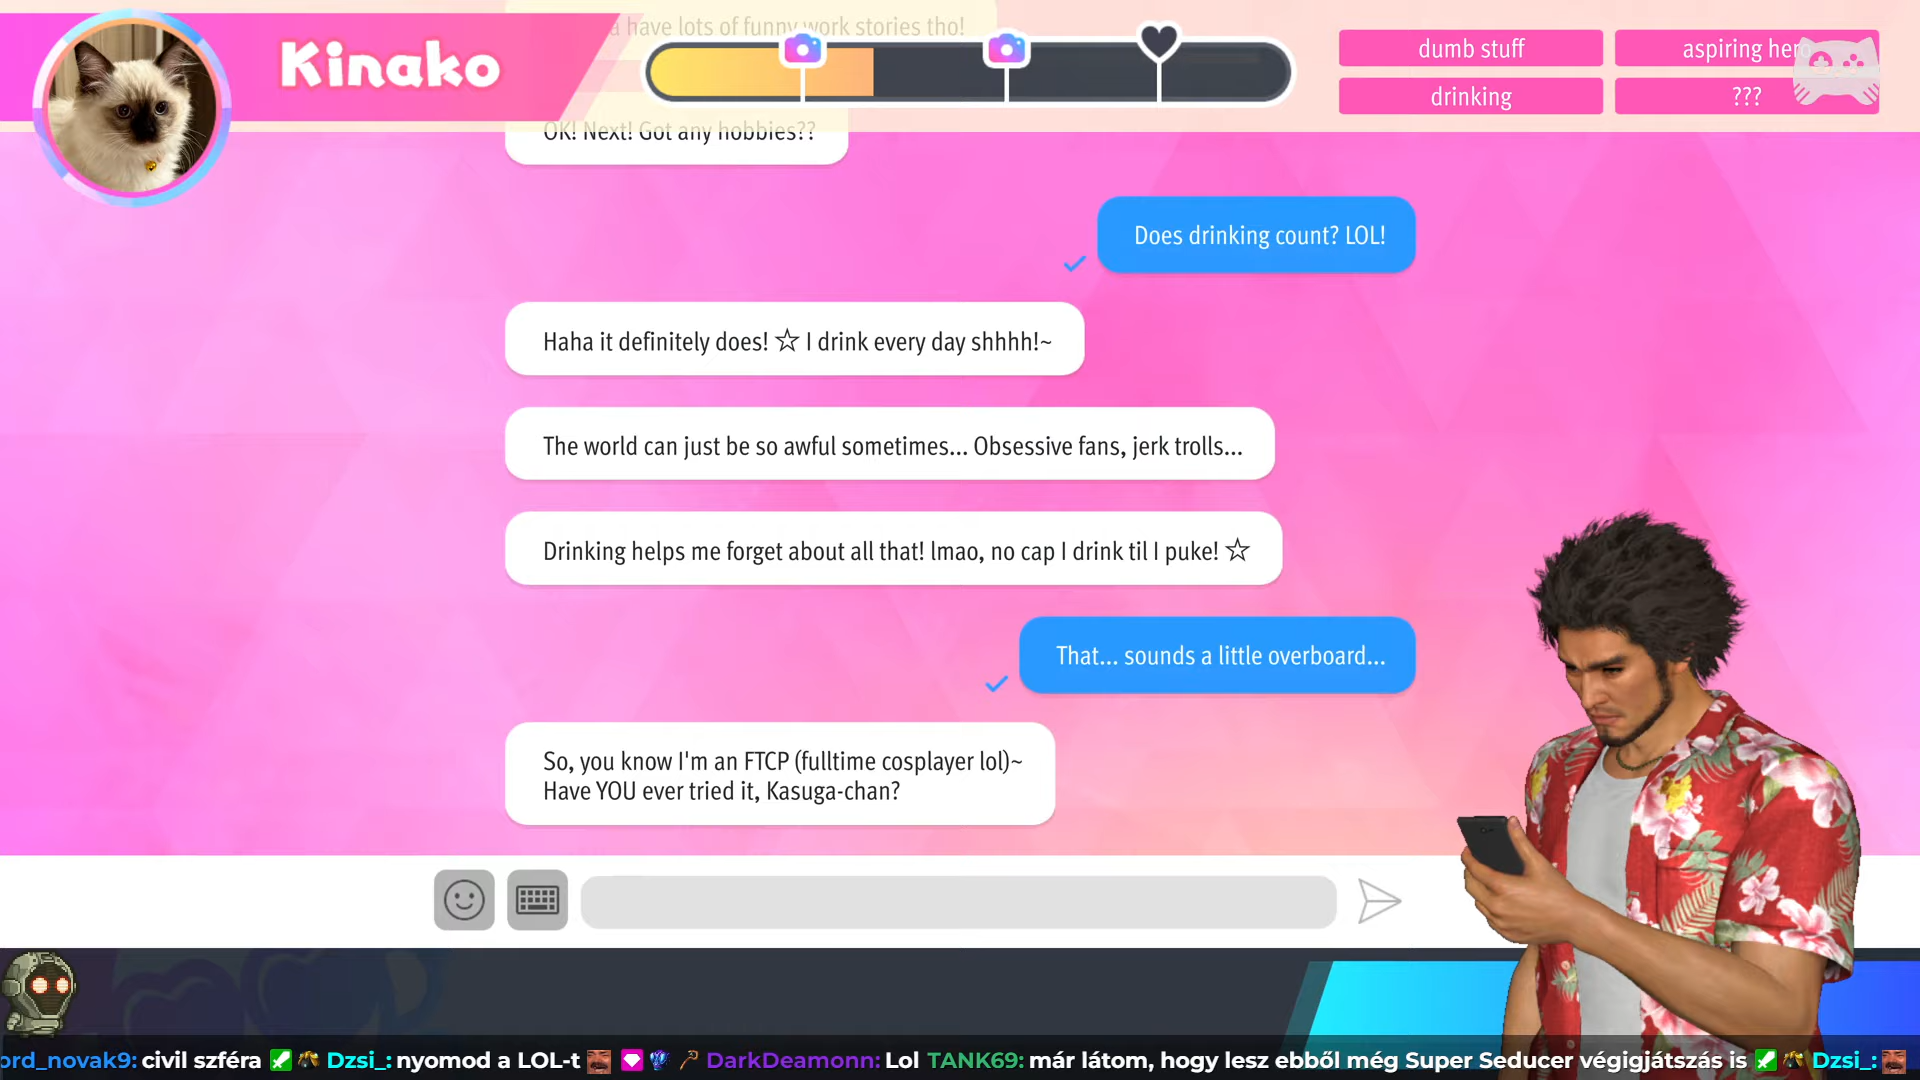 have lots of funny work stories tho!
Kinako
dumb stuff
aspiring hero
drinking
???
OK! Next! Got any hobbies??
Does drinking count? LOL!
Haha it definitely does! ☆ I drink every day shhhh!~
The world can just be so awful sometimes... Obsessive fans, jerk trolls...
Drinking helps me forget about all that! lmao, no cap I drink til I puke! ☆
That... sounds a little overboard...
So, you know I'm an FTCP (fulltime cosplayer lol)~
Have YOU ever tried it, Kasuga-chan?
ord_novak9: civil szféra Dzsi_: nyomod a LOL-t DarkDeamonn: Lol TANK69: már látom, hogy lesz ebből még Super Seducer végigjátszás is Dzsi_: